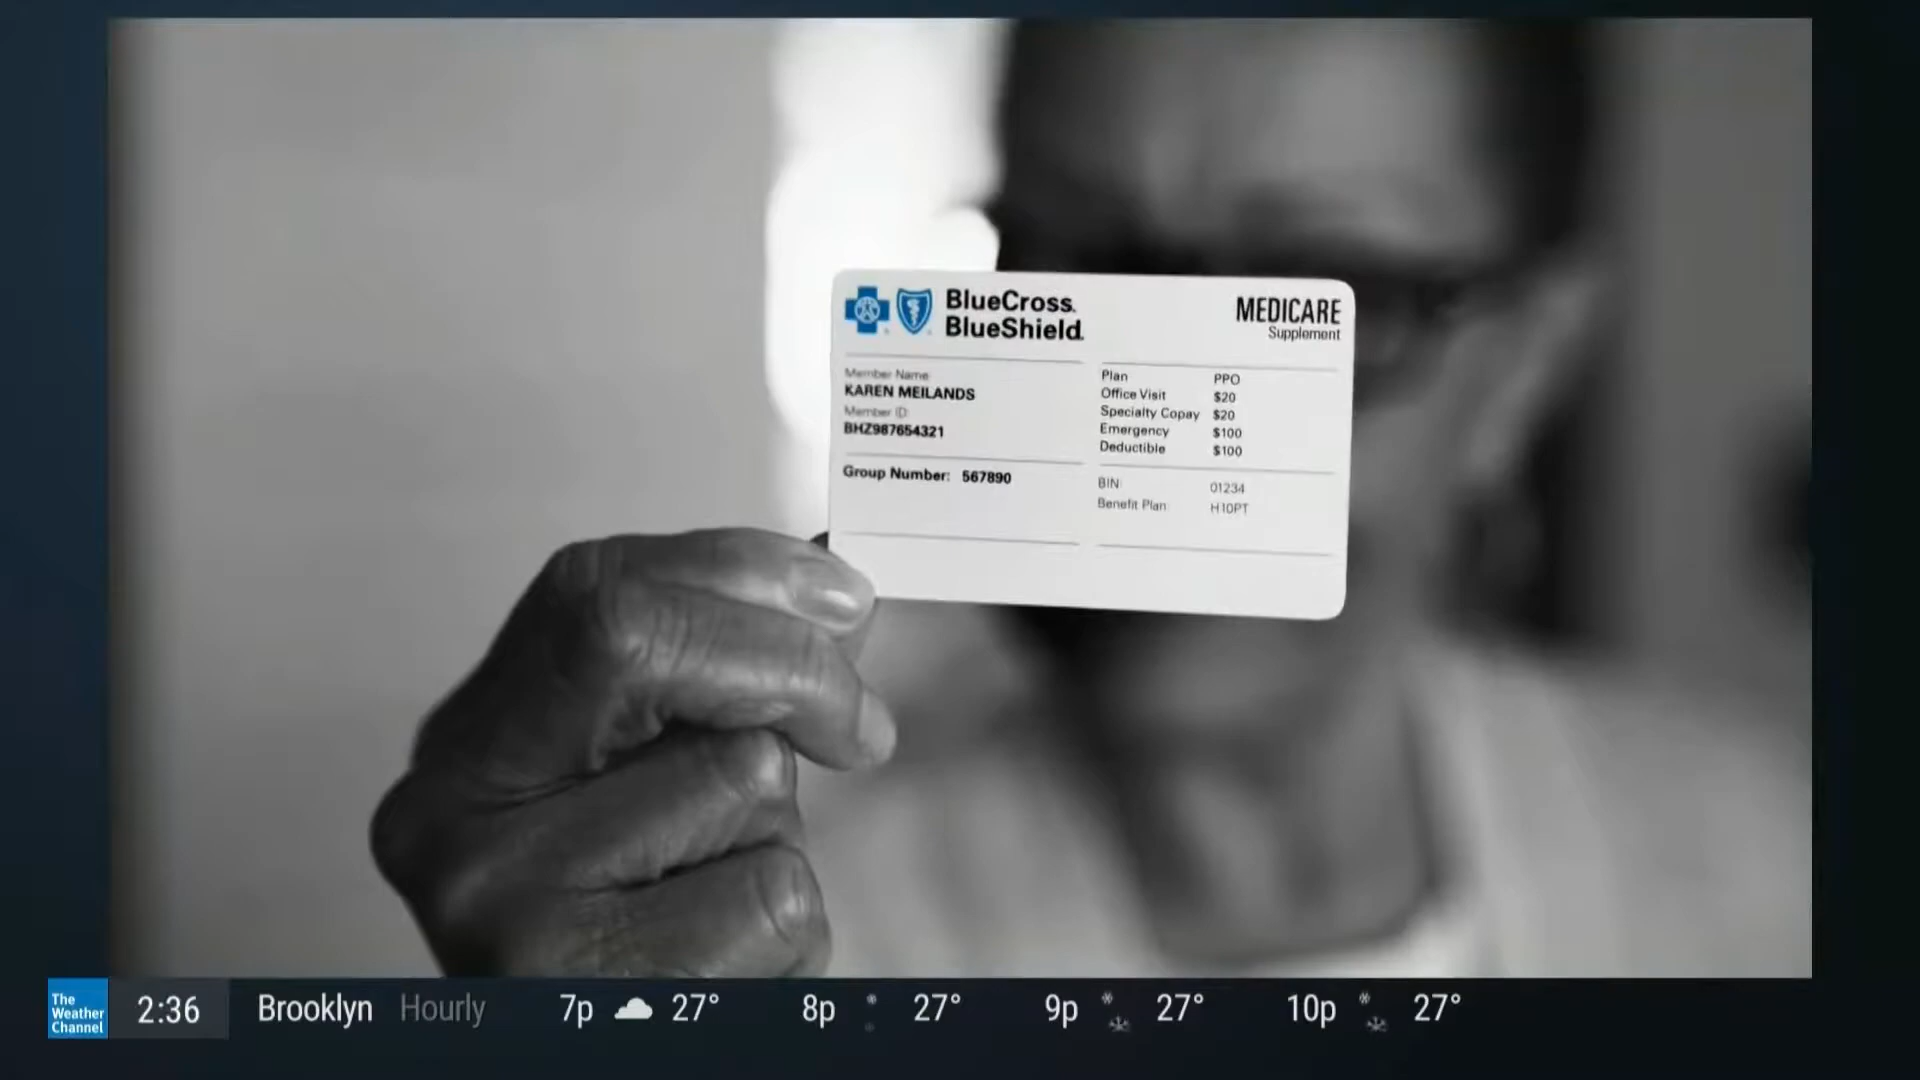 BlueCross
BlueShield
MEDICARE
Supplement
Member Name
KAREN MEILANDS
Member ID
BHZ987654321
Group Number: 567890
Plan PPO
Office Visit $20
Specialty Copay $20
Emergency $100
Deductible $100
BIN 01234
Benefit Plan H10PT
The
Weather
Channel
2:36 Brooklyn Hourly 7p 27° 8p 27° 9p 27° 10p 27°